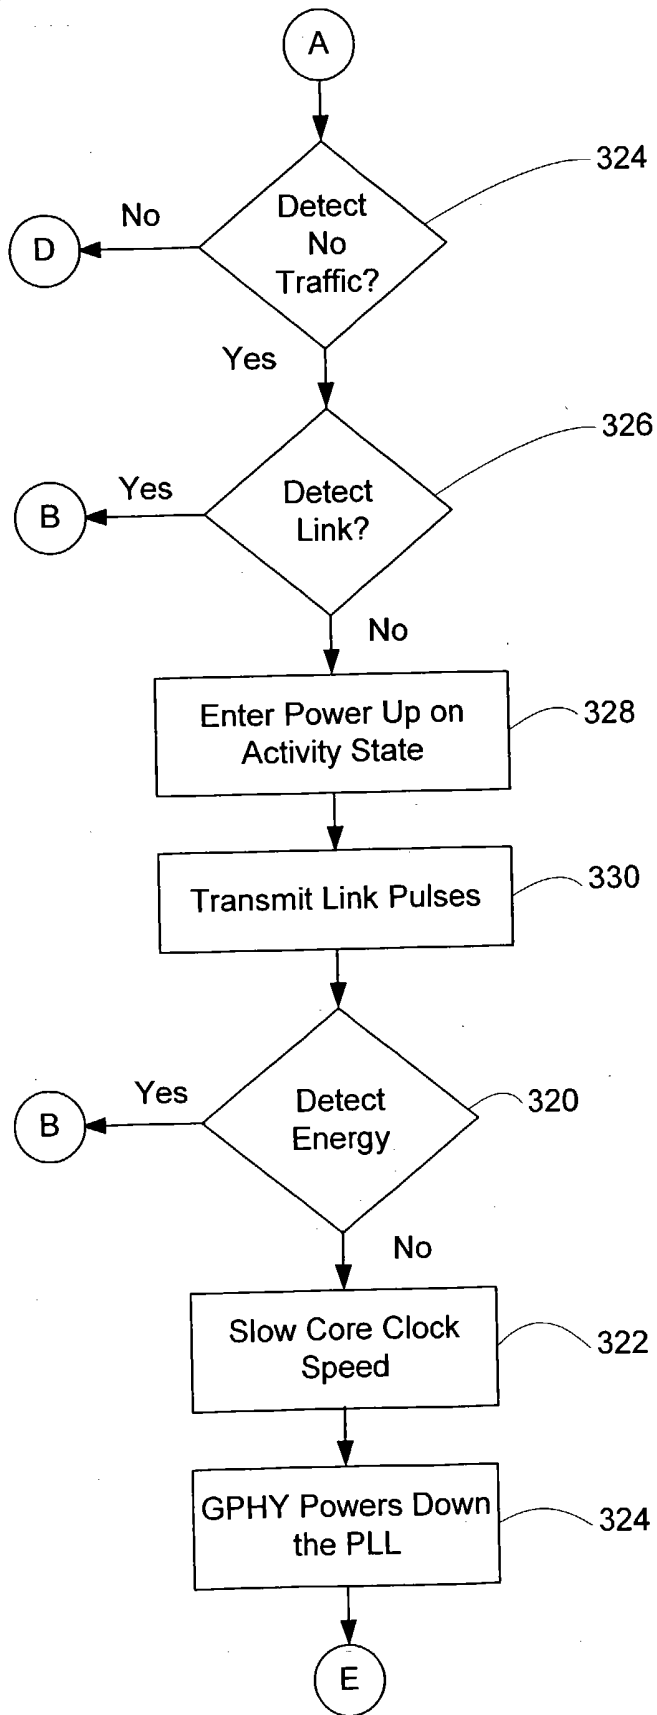 A
324
Detect
No
Traffic?
No
D
Yes
326
Detect
Link?
Yes
B
No
Enter Power Up on
Activity State
328
Transmit Link Pulses
330
Detect
Energy
320
Yes
B
No
Slow Core Clock
Speed
322
GPHY Powers Down
the PLL
324
E